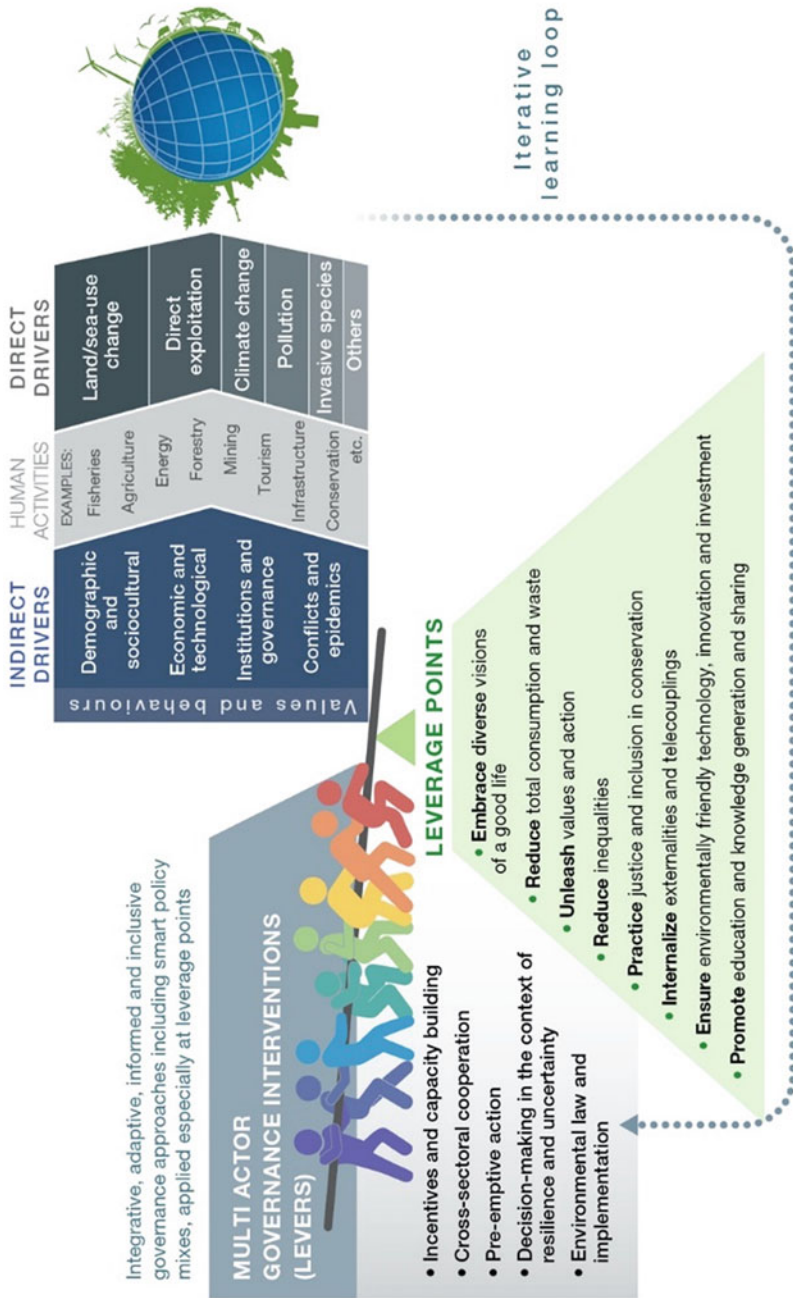 Integrative, adaptive, informed and inclusive
governance approaches including smart policy
mixes, applied especially at leverage points
MULTI ACTOR
GOVERNANCE INTERVENTIONS
(LEVERS)
• Incentives and capacity building
• Cross-sectoral cooperation
• Pre-emptive action
• Decision-making in the context of
resilience and uncertainty
• Environmental law and
implementation
INDIRECT
DRIVERS
Values and behaviours
Demographic
and
sociocultural
Economic and
technological
Institutions and
governance
Conflicts and
epidemics
HUMAN
ACTIVITIES
EXAMPLES:
Fisheries
Agriculture
Energy
Forestry
Mining
Tourism
Infrastructure
Conservation
etc.
DIRECT
DRIVERS
Land/sea-use
change
Direct
exploitation
Climate change
Pollution
Invasive species
Others
LEVERAGE POINTS
• Embrace diverse visions
of a good life
• Reduce total consumption and waste
• Unleash values and action
• Reduce inequalities
• Practice justice and inclusion in conservation
• Internalize externalities and telecouplings
• Ensure environmentally friendly technology, innovation and investment
• Promote education and knowledge generation and sharing
Iterative
learning loop